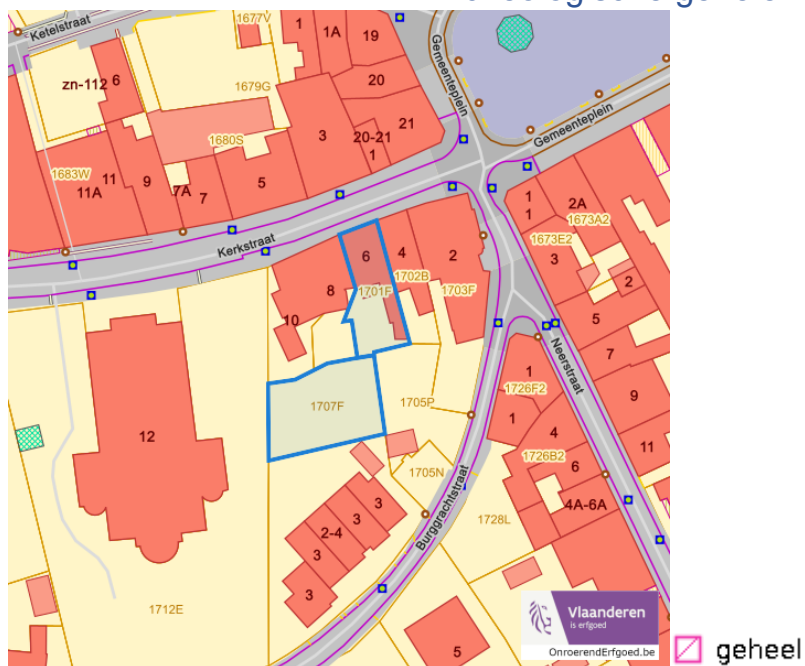 Ketelstraat
1677V
1
1A
19
Gemeenteplein
zn-112
6
1679G
20
3
21
20-21
1
Gemeenteplein
1680S
1683W
11
11A
9
7A
7
5
1
1
2A
1673A2
1673E2
3
2
Kerkstraat
6
4
2
1702B
1701F
1703F
8
10
5
7
Neerstraat
9
11
1707F
1705P
1
1726F2
1
12
4
1726B2
6
4A-6A
1705N
Burggrachtstraat
1728L
3
3
2-4
3
3
3
1712E
5
Vlaanderen
is erfgoed
OnroerendErfgoed.be
geheel